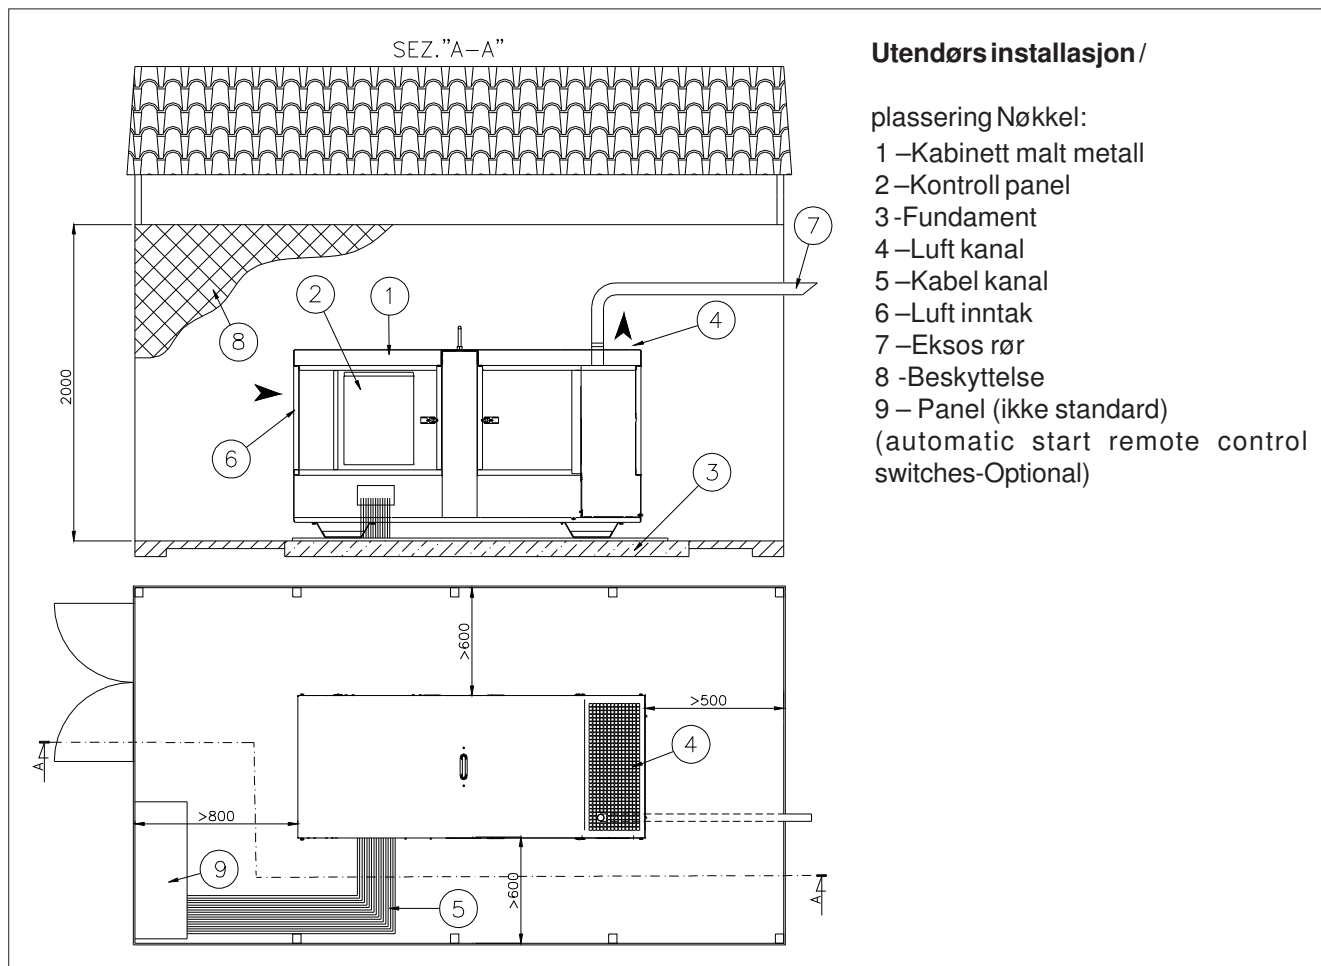 SEZ."A-A"
Utendørs installasjon /
plassering Nøkkel:
1 –Kabinett malt metall
2 –Kontroll panel
3 -Fundament
4 –Luft kanal
5 –Kabel kanal
6 –Luft inntak
7 –Eksos rør
8 -Beskyttelse
9 – Panel (ikke standard)
(automatic start remote control
switches-Optional)
7
2
1
4
8
2000
6
3
>600
>500
4
A
>800
9
5
>600
A